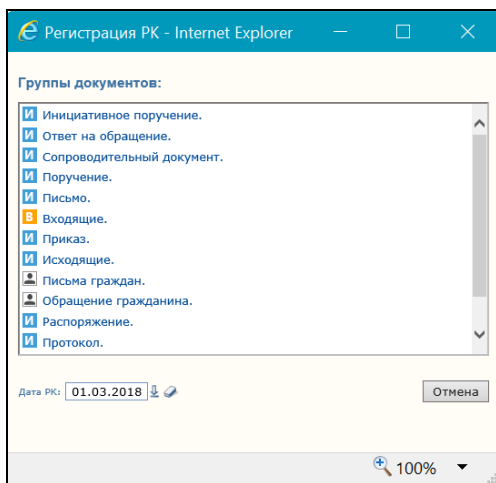 Регистрация РК - Internet Explorer
Группы документов:
И Инициативное поручение.
И Ответ на обращение.
И Сопроводительный документ.
И Поручение.
И Письмо.
В Входящие.
И Приказ.
И Исходящие.
Письма граждан.
Обращение гражданина.
И Распоряжение.
И Протокол.
Дата РК: 01.03.2018 Отмена
100%